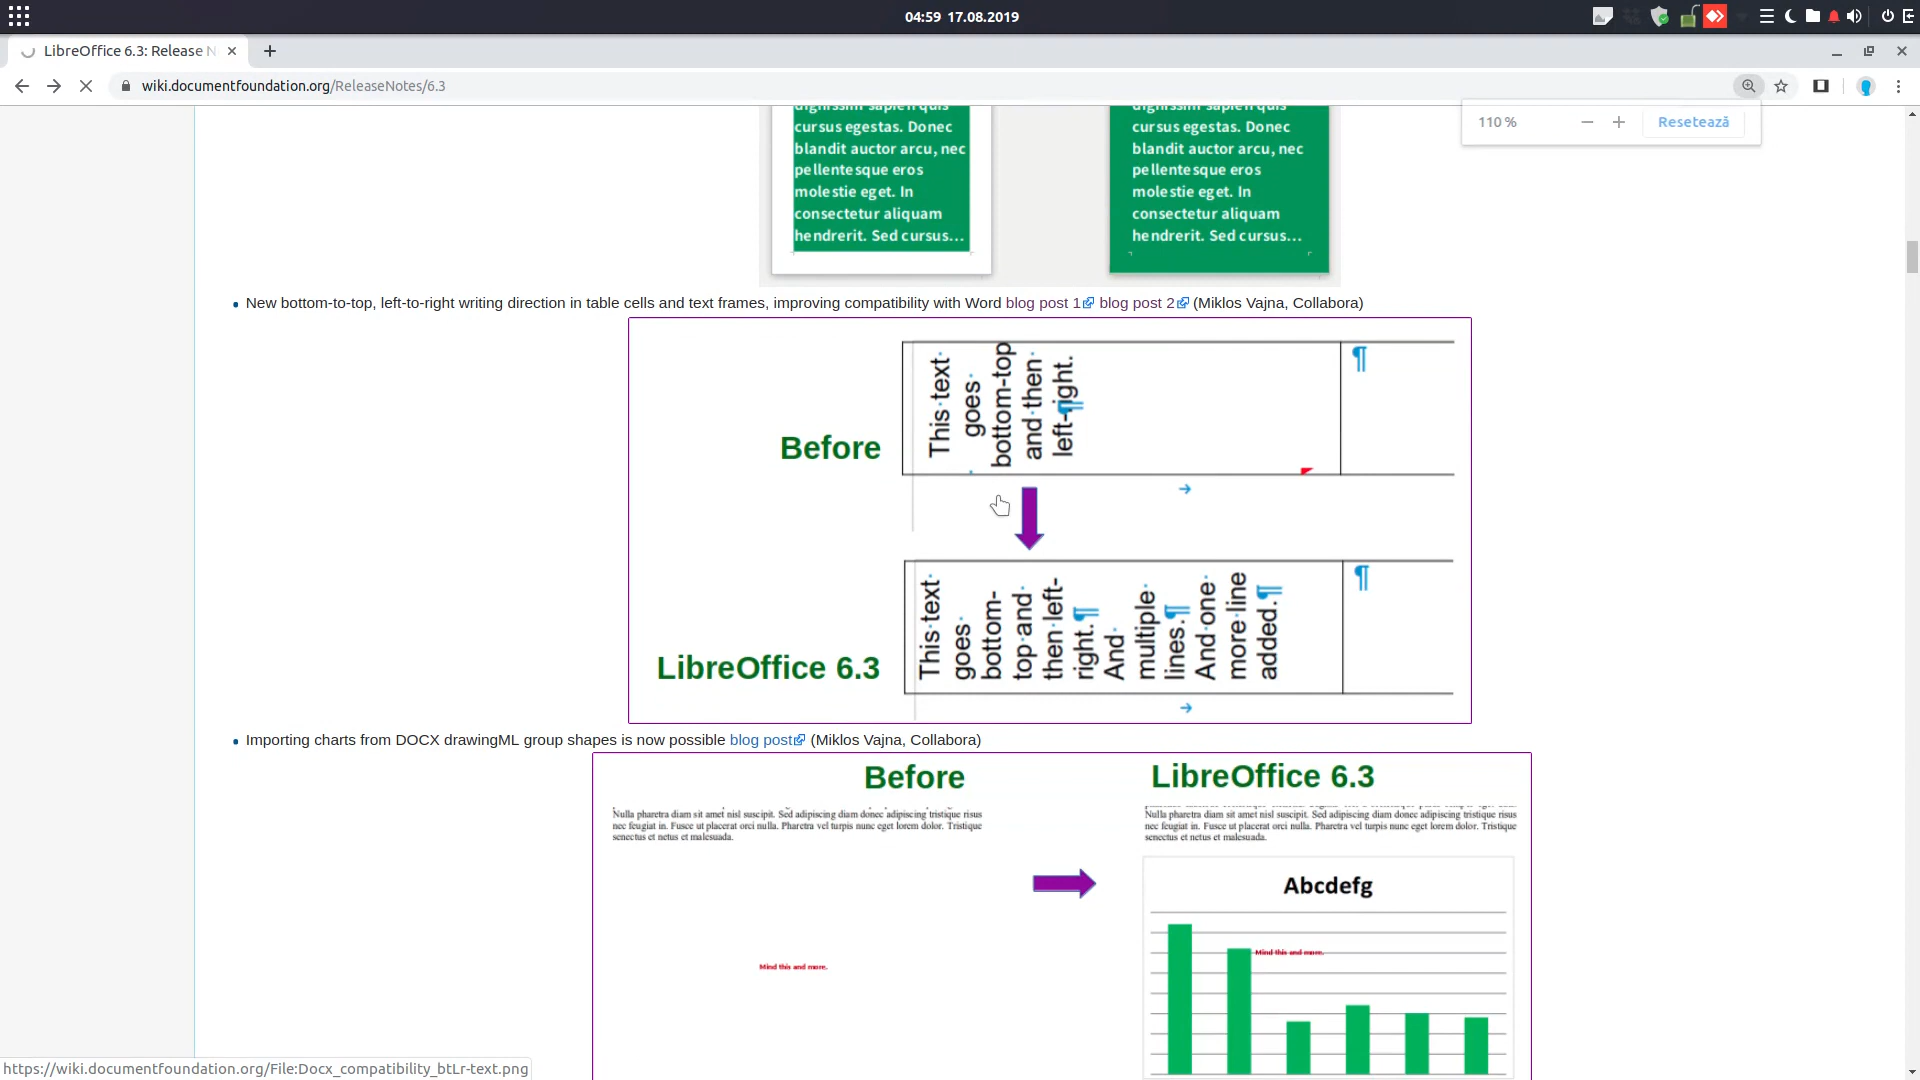 04:59 17.08.2019
LibreOffice 6.3: Release N
wiki.documentfoundation.org/ReleaseNotes/6.3
110 %
Resetează
dignissim sapien quis
cursus egestas. Donec
blandit auctor arcu, nec
pellentesque eros
molestie eget. In
consectetur aliquam
hendrerit. Sed cursus...
dignissim sapien quis
cursus egestas. Donec
blandit auctor arcu, nec
pellentesque eros
molestie eget. In
consectetur aliquam
hendrerit. Sed cursus...
New bottom-to-top, left-to-right writing direction in table cells and text frames, improving compatibility with Word blog post 1 blog post 2 (Miklos Vajna, Collabora)
Before
This text
goes
bottom-top
and then
left-right.
¶
¶
LibreOffice 6.3
This text
goes
bottom-
top and
then left-
right.¶
And
multiple
lines.¶
And one
more line
added.¶
¶
Importing charts from DOCX drawingML group shapes is now possible blog post (Miklos Vajna, Collabora)
Before
LibreOffice 6.3
Nulla pharetra diam sit amet nisl suscipit. Sed adipiscing diam donec adipiscing tristique risus
nec feugiat in. Fusce ut placerat orci nulla. Pharetra vel turpis nunc eget lorem dolor. Tristique
senectus et netus et malesuada.
Nulla pharetra diam sit amet nisl suscipit. Sed adipiscing diam donec adipiscing tristique risus
nec feugiat in. Fusce ut placerat orci nulla. Pharetra vel turpis nunc eget lorem dolor. Tristique
senectus et netus et malesuada.
Abcdefg
Mind this and more.
Mind this and more.
https://wiki.documentfoundation.org/File:Docx_compatibility_btLr-text.png